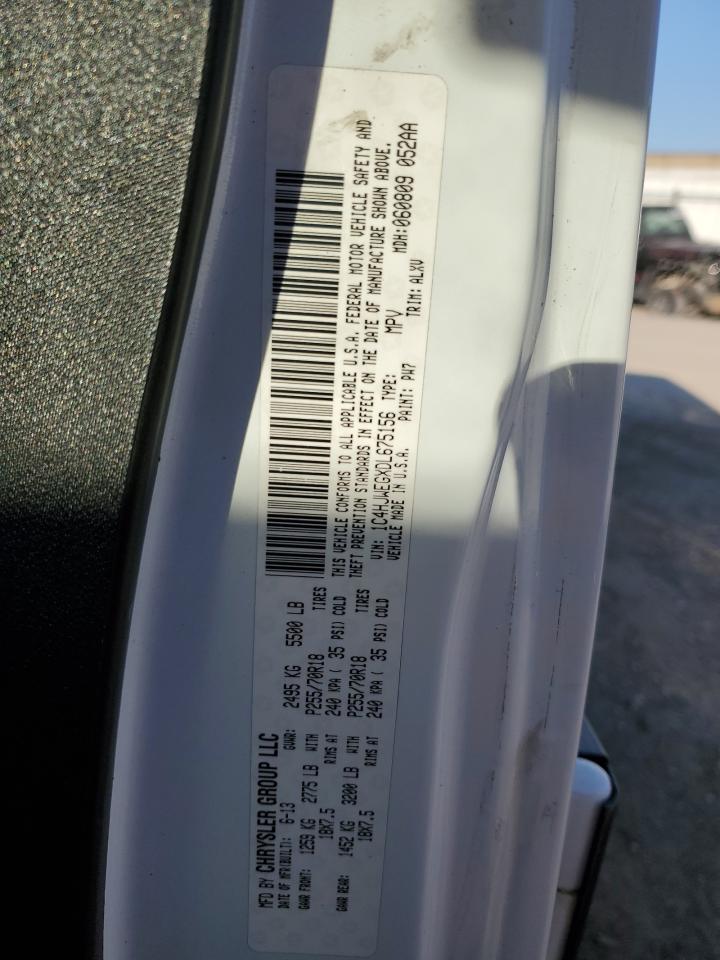 MFD BY CHRYSLER GROUP LLC
DATE OF MFR(BUILT): 6-13 GVWR: 2495 KG 5500 LB
GAWR FRONT: 1259 KG 2775 LB WITH P255/70R18 TIRES
18X7.5 RIMS AT 240 KPA ( 35 PSI) COLD
GAWR REAR: 1452 KG 3200 LB WITH P255/70R18 TIRES
18X7.5 RIMS AT 240 KPA ( 35 PSI) COLD
THIS VEHICLE CONFORMS TO ALL APPLICABLE U.S.A. FEDERAL MOTOR VEHICLE SAFETY AND
THEFT PREVENTION STANDARDS IN EFFECT ON THE DATE OF MANUFACTURE SHOWN ABOVE.
VIN: 1C4HJWEGXDL675156 TYPE: MPV MDH:060809 052AA
VEHICLE MADE IN U.S.A. PAINT: PW7 TRIM: ALXV